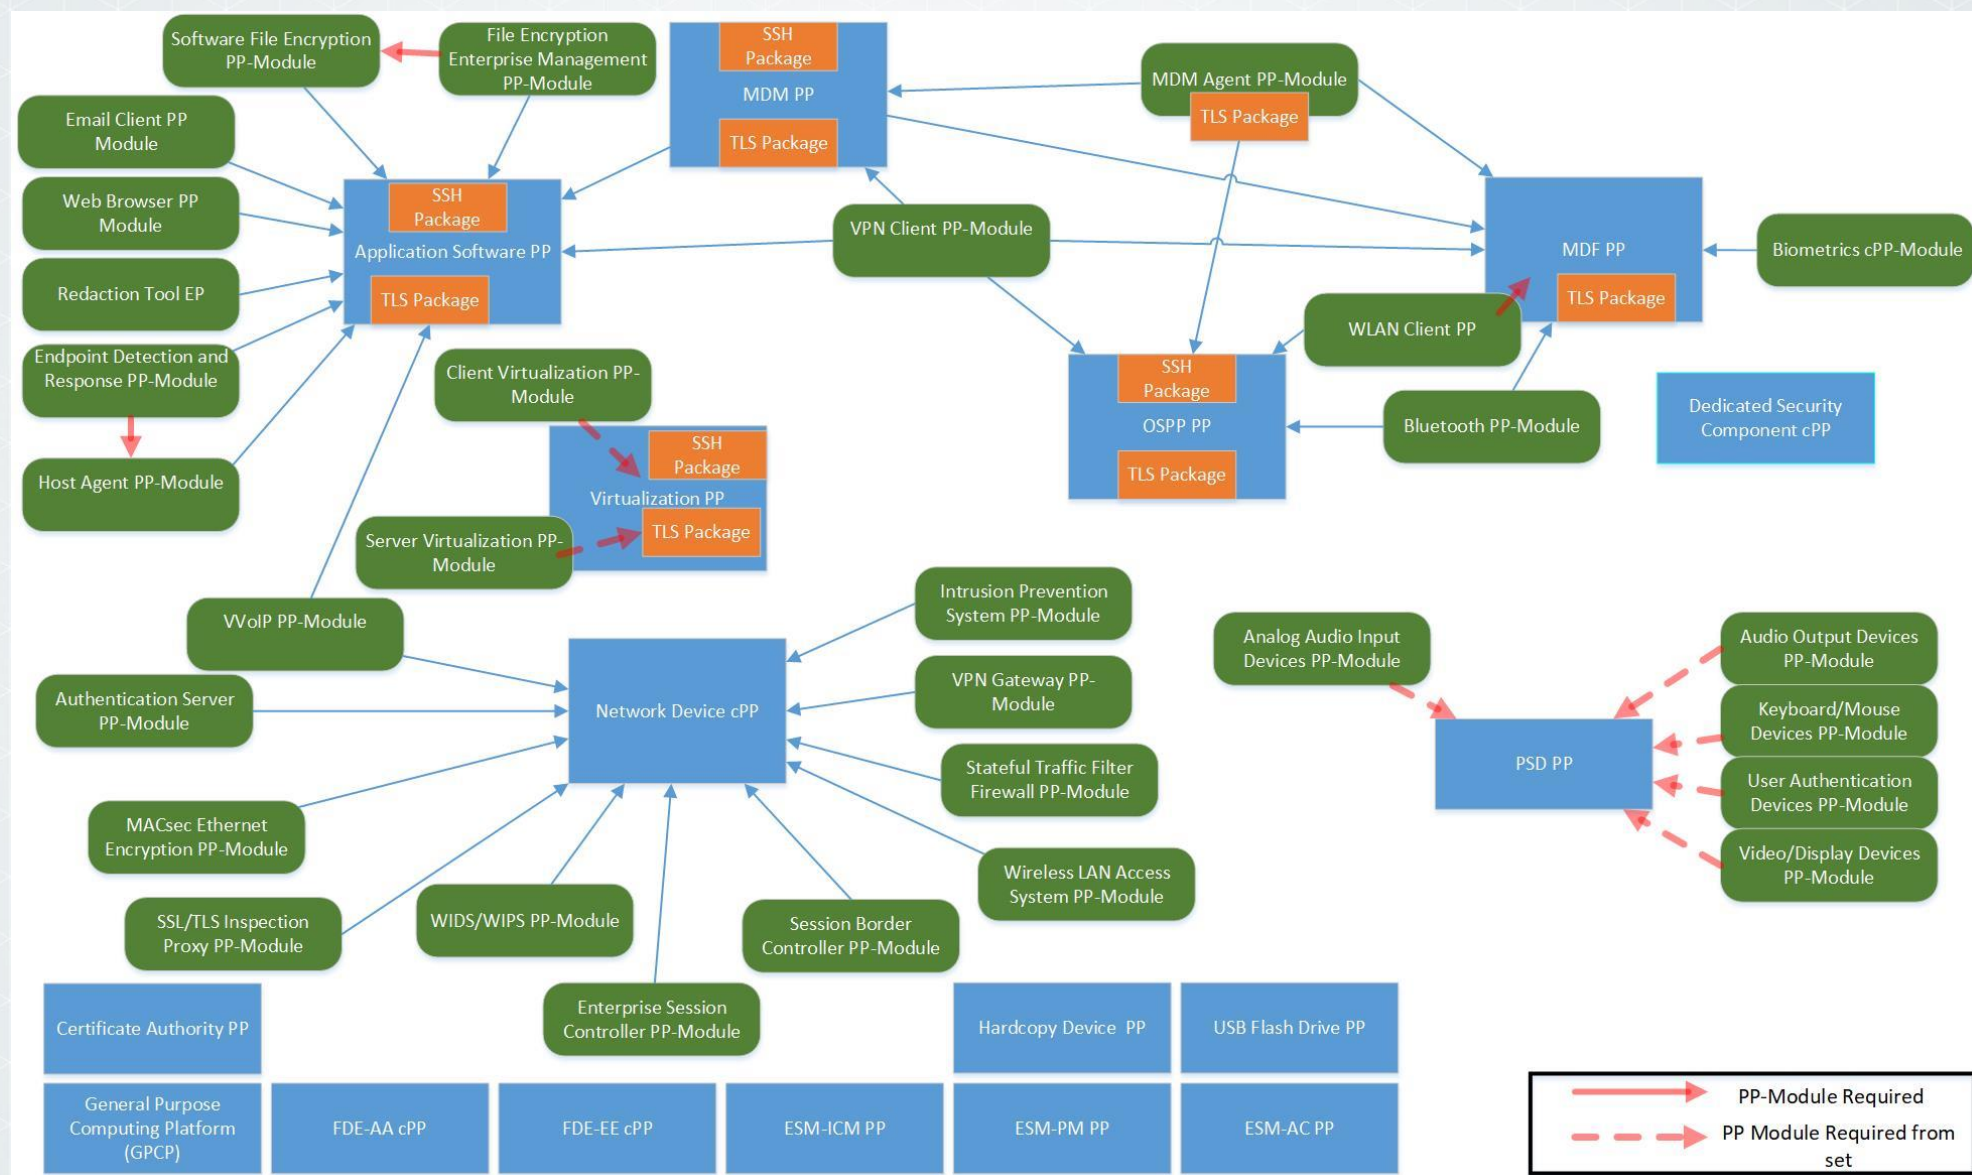 Software File Encryption
PP-Module
File Encryption
Enterprise Management
PP-Module
SSH
Package
MDM PP
TLS Package
MDM Agent PP-Module
TLS Package
Email Client PP
Module
Web Browser PP
Module
Redaction Tool EP
Endpoint Detection and
Response PP-Module
Host Agent PP-Module
SSH
Package
Application Software PP
TLS Package
VPN Client PP-Module
MDF PP
TLS Package
Biometrics cPP-Module
WLAN Client PP
Client Virtualization PP-
Module
SSH
Package
Virtualization PP
TLS Package
Server Virtualization PP-
Module
SSH
Package
OSPP PP
TLS Package
Bluetooth PP-Module
Dedicated Security
Component cPP
VVoIP PP-Module
Authentication Server
PP-Module
MACsec Ethernet
Encryption PP-Module
SSL/TLS Inspection
Proxy PP-Module
WIDS/WIPS PP-Module
Enterprise Session
Controller PP-Module
Session Border
Controller PP-Module
Network Device cPP
Intrusion Prevention
System PP-Module
VPN Gateway PP-
Module
Stateful Traffic Filter
Firewall PP-Module
Wireless LAN Access
System PP-Module
Analog Audio Input
Devices PP-Module
PSD PP
Audio Output Devices
PP-Module
Keyboard/Mouse
Devices PP-Module
User Authentication
Devices PP-Module
Video/Display Devices
PP-Module
Certificate Authority PP
Hardcopy Device PP
USB Flash Drive PP
General Purpose
Computing Platform
(GPCP)
FDE-AA cPP
FDE-EE cPP
ESM-ICM PP
ESM-PM PP
ESM-AC PP
PP-Module Required
PP Module Required from
set